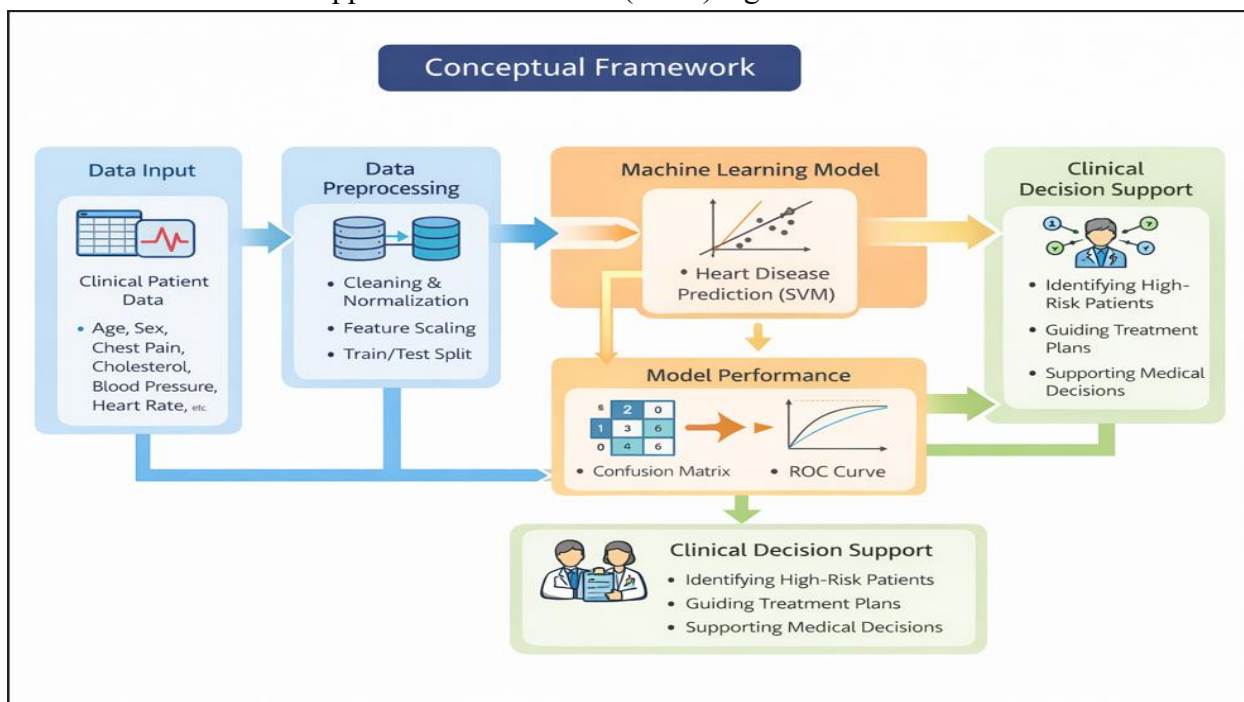 Conceptual Framework
Data Input
Clinical Patient
Data
• Age, Sex,
Chest Pain,
Cholesterol,
Blood Pressure,
Heart Rate, etc
Data
Preprocessing
• Cleaning &
Normalization
• Feature Scaling
• Train/Test Split
Machine Learning Model
• Heart Disease
Prediction (SVM)
Model Performance
s 2 0
1 3 6
0 4 6
• Confusion Matrix
• ROC Curve
Clinical
Decision Support
• Identifying High-
Risk Patients
• Guiding Treatment
Plans
• Supporting Medical
Decisions
Clinical Decision Support
• Identifying High-Risk Patients
• Guiding Treatment Plans
• Supporting Medical Decisions